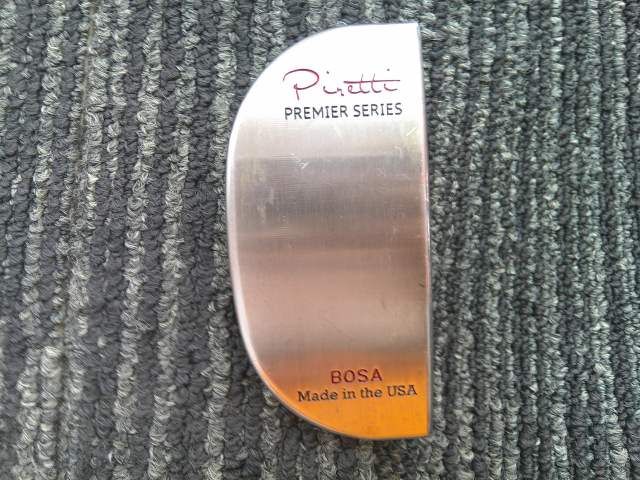 Piretti
PREMIER SERIES
BOSA
Made in the USA